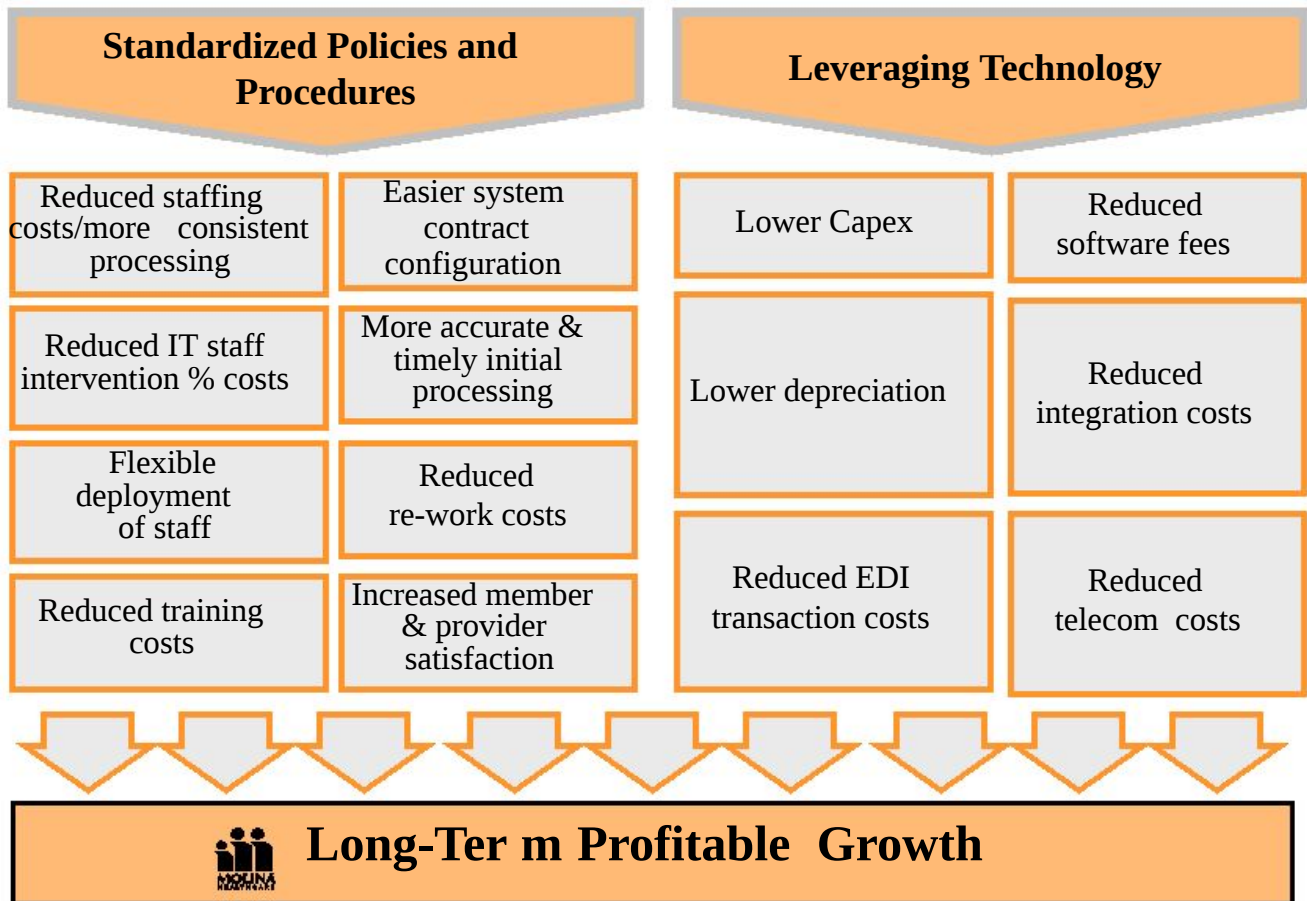 Standardized Policies and
Procedures
Leveraging Technology
Reduced staffing
costs/more consistent
processing
Easier system
contract
configuration
Lower Capex
Reduced
software fees
Reduced IT staff
intervention % costs
More accurate &
timely initial
processing
Lower depreciation
Reduced
integration costs
Flexible
deployment
of staff
Reduced
re-work costs
Reduced EDI
transaction costs
Reduced
telecom costs
Reduced training
costs
Increased member
& provider
satisfaction
Long-Ter m Profitable Growth
MOLINA
HEALTHCARE